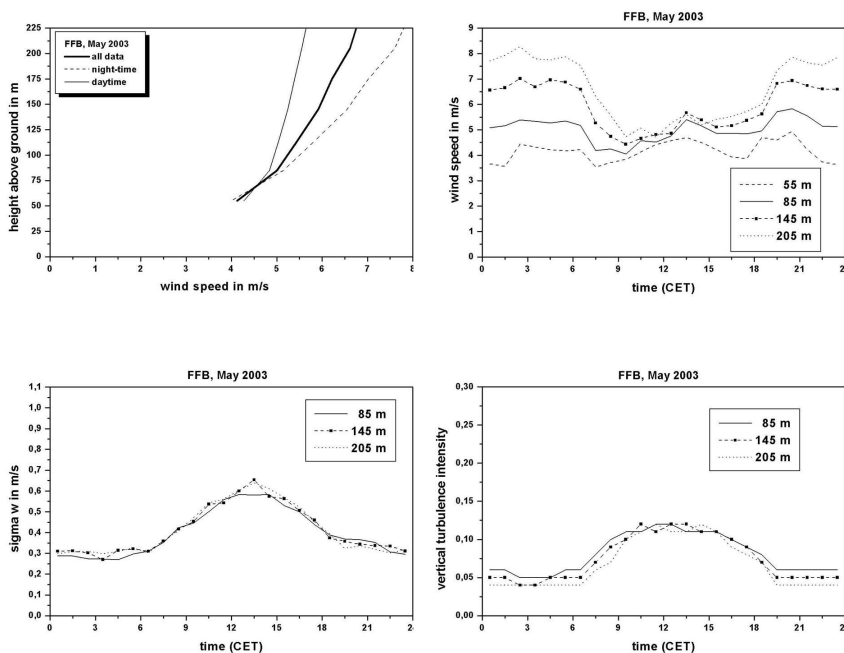 FFB, May 2003
all data
night-time
daytime
height above ground in m
225
200
175
150
125
100
75
50
25
0
0 1 2 3 4 5 6 7 8
wind speed in m/s
FFB, May 2003
wind speed in m/s
9
8
7
6
5
4
3
2
1
0
55 m
85 m
145 m
205 m
0 3 6 9 12 15 18 21 2
time (CET)
FFB, May 2003
sigma w in m/s
1,1
1,0
0,9
0,8
0,7
0,6
0,5
0,4
0,3
0,2
0,1
0,0
85 m
145 m
205 m
0 3 6 9 12 15 18 21 2
time (CET)
FFB, May 2003
vertical turbulence intensity
0,30
0,25
0,20
0,15
0,10
0,05
0,00
85 m
145 m
205 m
0 3 6 9 12 15 18 21 2
time (CET)